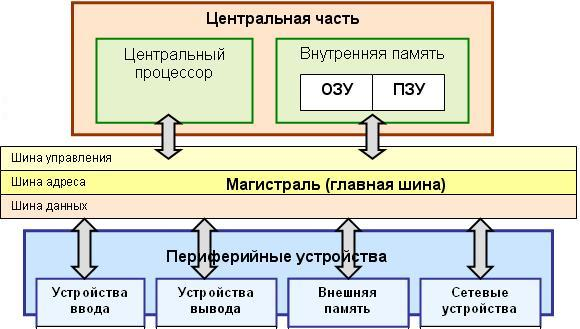 Центральная часть
Центральный
процессор
Внутренняя память
ОЗУ
ПЗУ
Шина управления
Шина адреса
Магистраль (главная шина)
Шина данных
Периферийные устройства
Устройства
ввода
Устройства
вывода
Внешняя
память
Сетевые
устройства